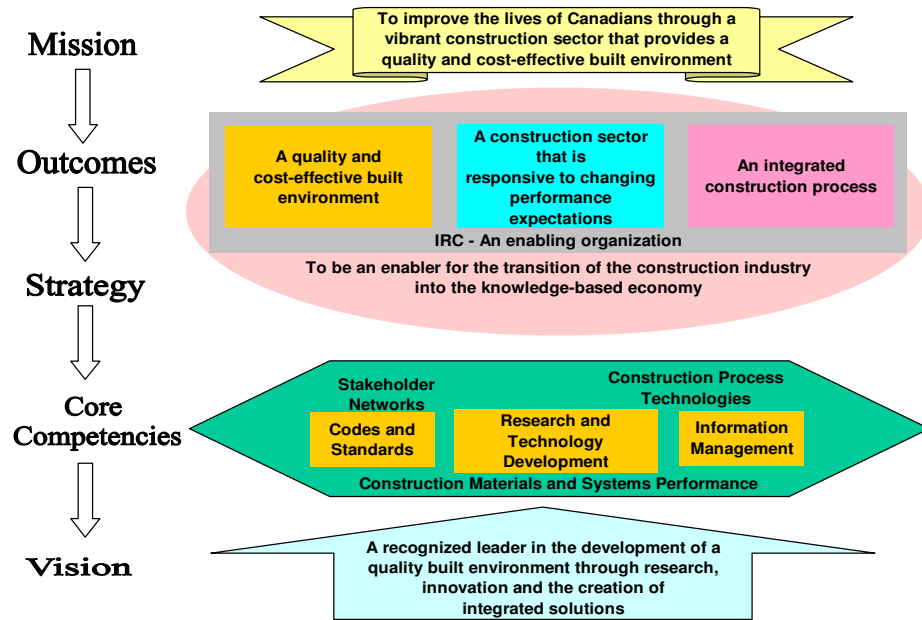 Mission
To improve the lives of Canadians through a
vibrant construction sector that provides a
quality and cost-effective built environment
Outcomes
A quality and
cost-effective built
environment
A construction sector
that is
responsive to changing
performance
expectations
An integrated
construction process
IRC - An enabling organization
Strategy
To be an enabler for the transition of the construction industry
into the knowledge-based economy
Core
Competencies
Stakeholder
Networks
Construction Process
Technologies
Codes and
Standards
Research and
Technology
Development
Information
Management
Construction Materials and Systems Performance
Vision
A recognized leader in the development of a
quality built environment through research,
innovation and the creation of
integrated solutions